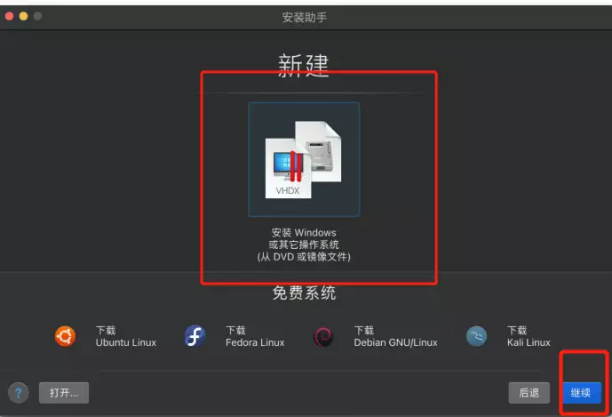 安装助手
新建
VHDX
安装 Windows
或其它操作系统
(从 DVD 或镜像文件)
免费系统
下载
Ubuntu Linux
下载
Fedora Linux
下载
Debian GNU/Linux
下载
Kali Linux
?
打开...
后退
继续